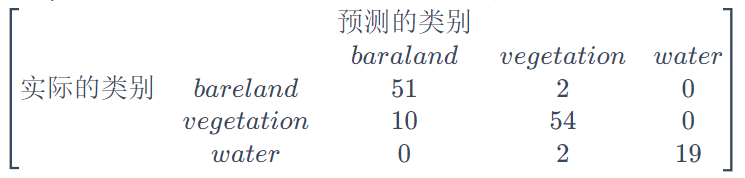 预测的类别
baraland vegetation water
实际的类别 bareland 51 2 0
vegetation 10 54 0
water 0 2 19